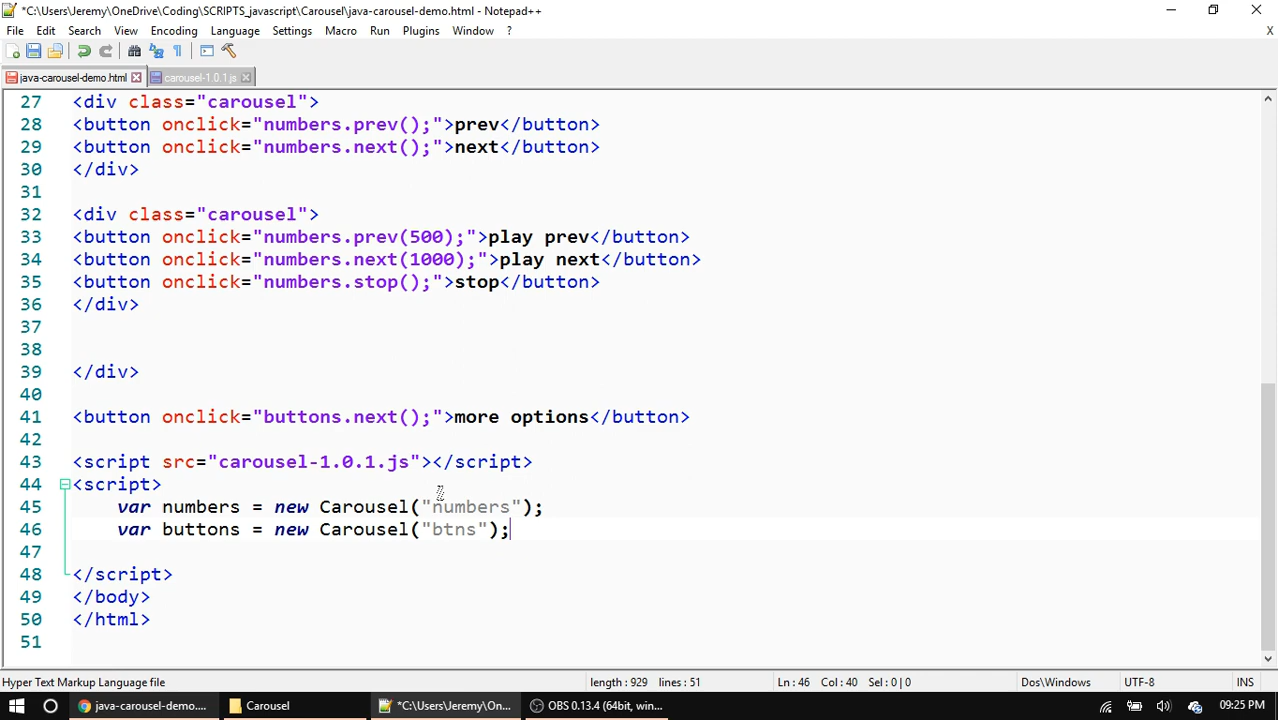 *C:\Users\Jeremy\OneDrive\Coding\SCRIPTS_javascript\Carousel\java-carousel-demo.html - Notepad++
File Edit Search View Encoding Language Settings Macro Run Plugins Window ? X
java-carousel-demo.html carousel-1.0.1.js
27 <div class="carousel">
28 <button onclick="numbers.prev();">prev</button>
29 <button onclick="numbers.next();">next</button>
30 </div>
31
32 <div class="carousel">
33 <button onclick="numbers.prev(500);">play prev</button>
34 <button onclick="numbers.next(1000);">play next</button>
35 <button onclick="numbers.stop();">stop</button>
36 </div>
37
38
39 </div>
40
41 <button onclick="buttons.next();">more options</button>
42
43 <script src="carousel-1.0.1.js"></script>
44 <script>
45 var numbers = new Carousel("numbers");
46 var buttons = new Carousel("btns");
47
48 </script>
49 </body>
50 </html>
51
Hyper Text Markup Language file length : 929 lines : 51 Ln : 46 Col : 40 Sel : 0 | 0 Dos\Windows UTF-8 INS
java-carousel-demo.... Carousel *C:\Users\Jeremy\On... OBS 0.13.4 (64bit, win... 09:25 PM